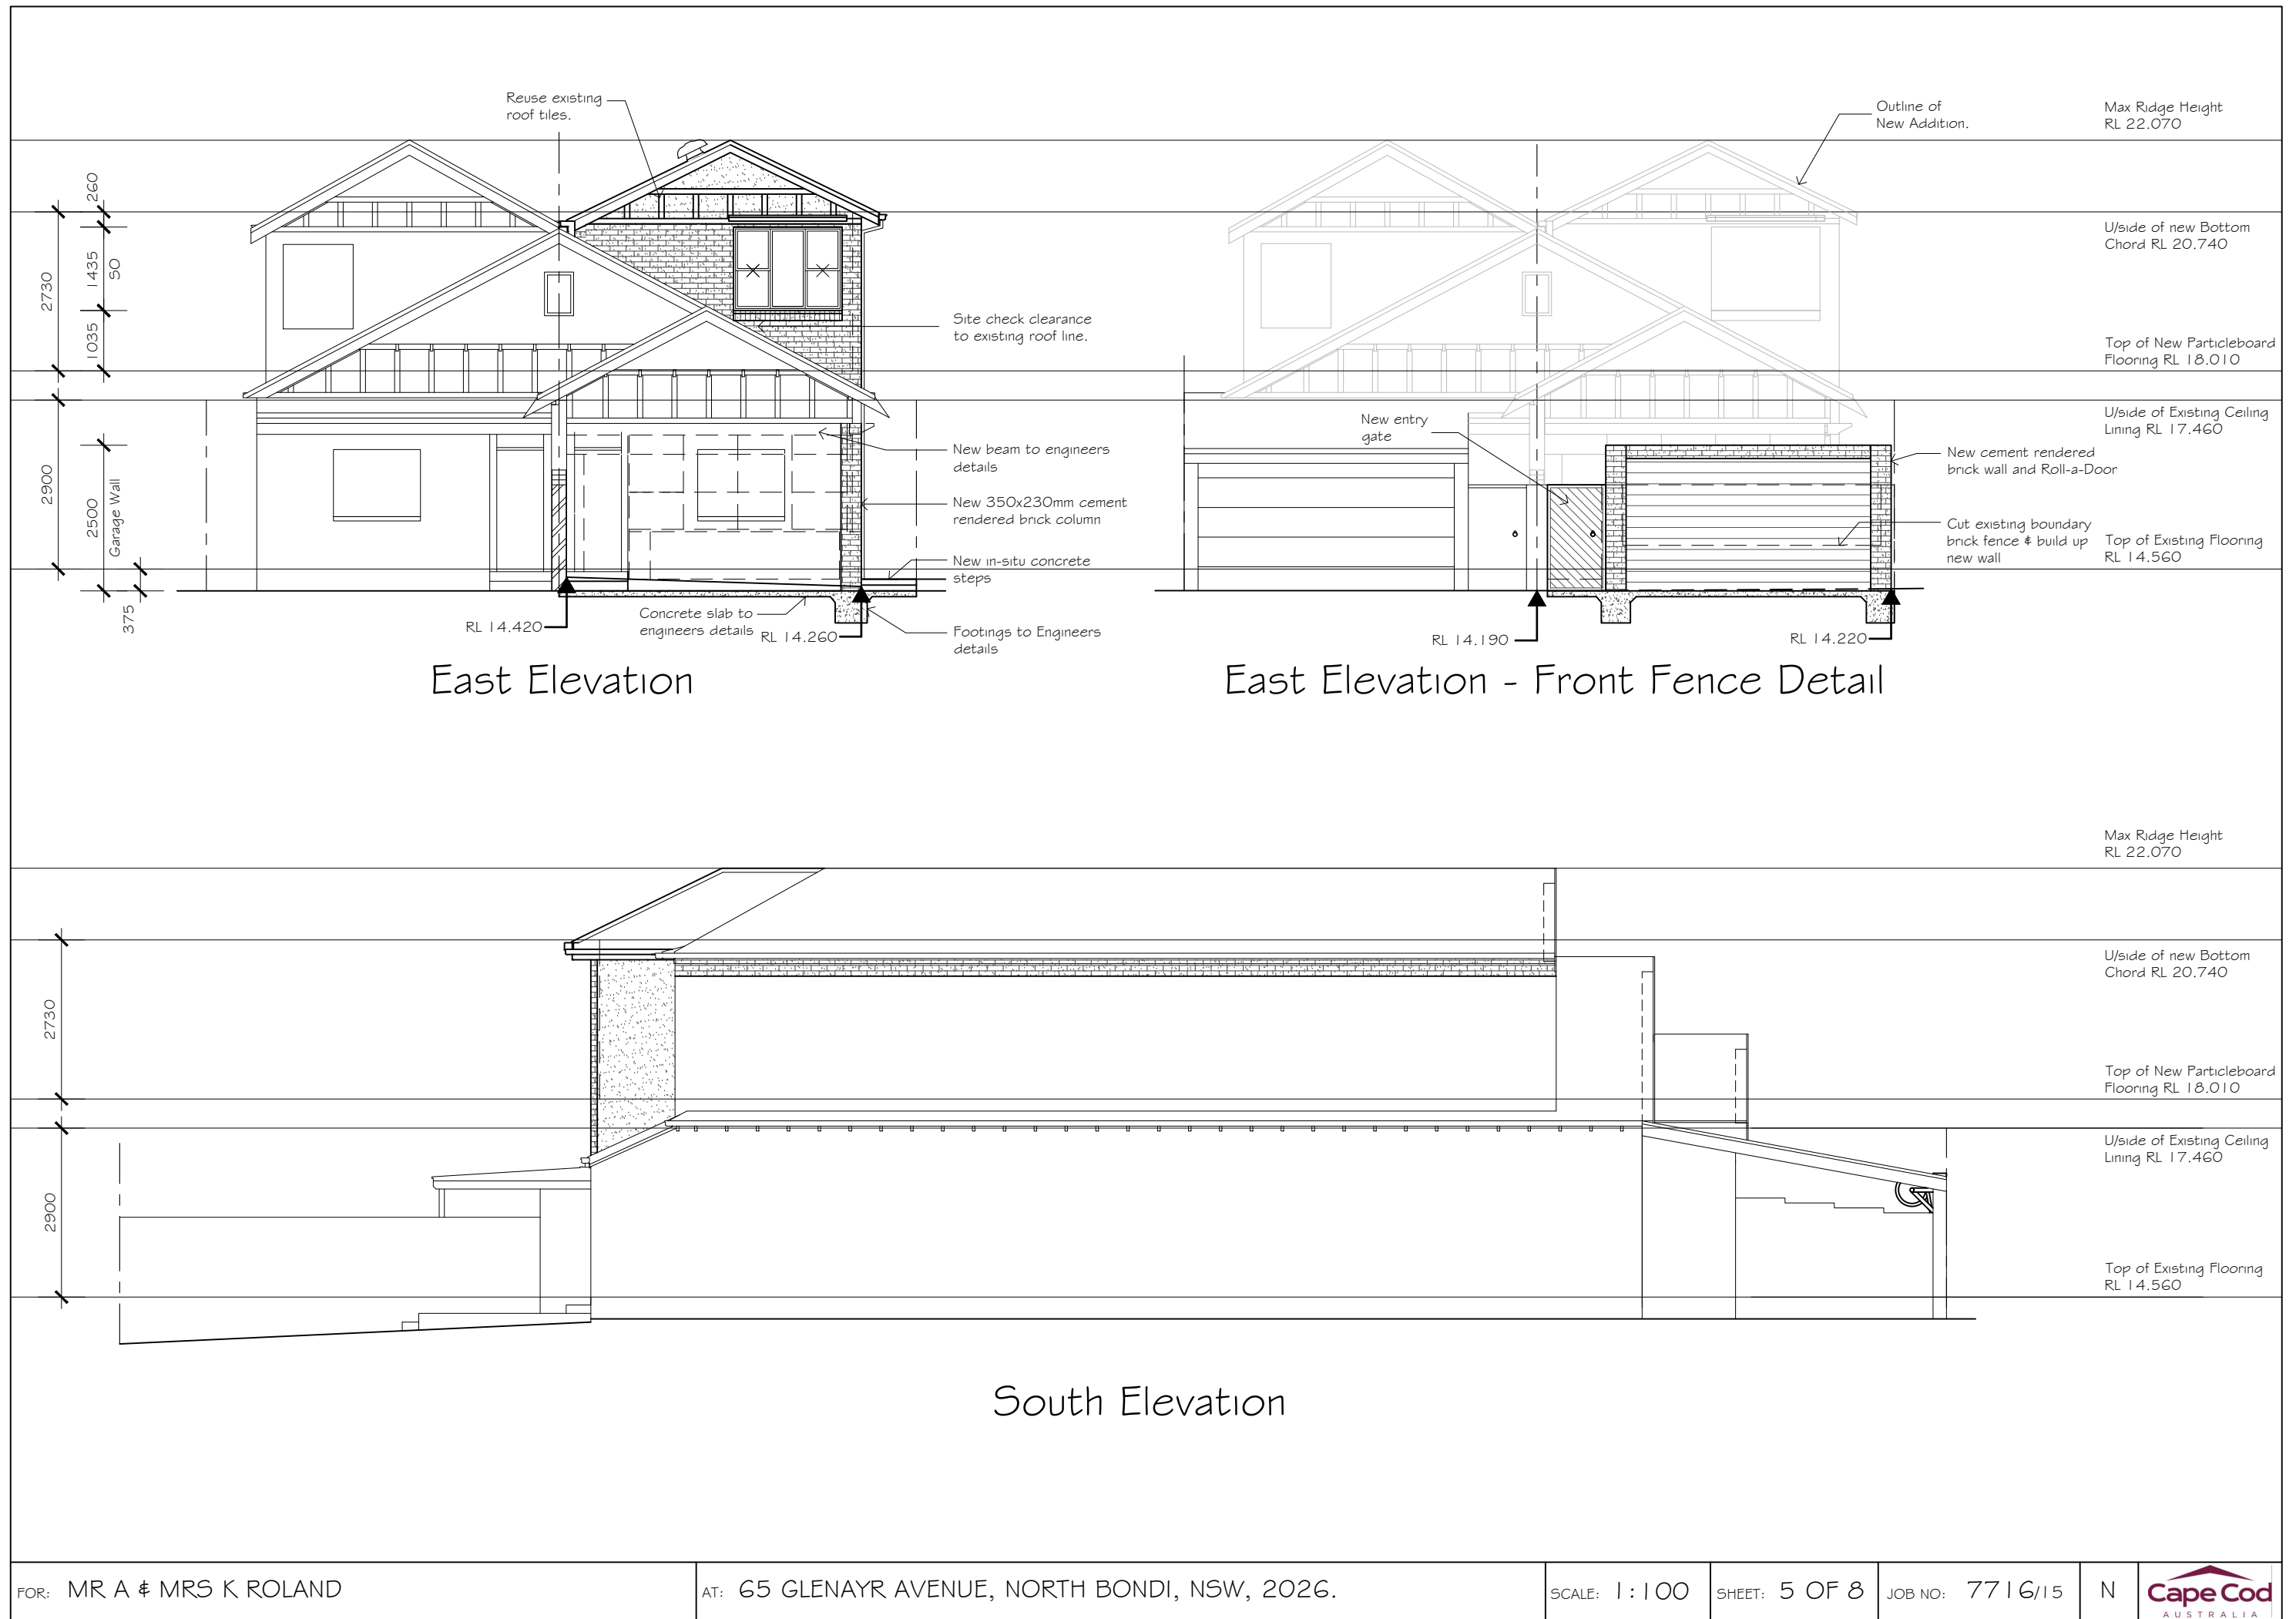 Reuse existing
roof tiles.
Outline of
New Addition.
Max Ridge Height
RL 22.070
260
1435
SO
1035
2730
2900
2500
Garage Wall
375
U/side of new Bottom
Chord RL 20.740
Site check clearance
to existing roof line.
Top of New Particleboard
Flooring RL 18.010
New entry
gate
U/side of Existing Ceiling
Lining RL 17.460
New beam to engineers
details
New cement rendered
brick wall and Roll-a-Door
New 350x230mm cement
rendered brick column
Cut existing boundary
brick fence & build up
new wall
Top of Existing Flooring
RL 14.560
New in-situ concrete
steps
Concrete slab to
engineers details
RL 14.420
RL 14.260
Footings to Engineers
details
RL 14.190
RL 14.220
East Elevation
East Elevation - Front Fence Detail
Max Ridge Height
RL 22.070
2730
2900
U/side of new Bottom
Chord RL 20.740
Top of New Particleboard
Flooring RL 18.010
U/side of Existing Ceiling
Lining RL 17.460
Top of Existing Flooring
RL 14.560
South Elevation
FOR: MR A & MRS K ROLAND
AT: 65 GLENAYR AVENUE, NORTH BONDI, NSW, 2026.
SCALE: 1:100
SHEET: 5 OF 8
JOB NO: 7716/15
N
Cape Cod
AUSTRALIA